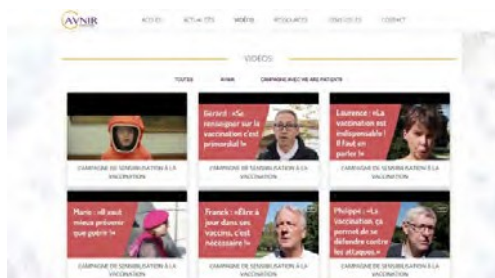 AVNIR
ACCUEIL ACTUALITÉS VIDÉOS RESSOURCES CONTACT
VIDÉOS
TOUTES AVNIR CAMPAGNE AVEC WE ARE PATIENTS
Gérard : «Se
renseigner sur la
vaccination c'est
primordial !»
Laurence : «La
vaccination est
indispensable !
Il faut en
parler !»
CAMPAGNE DE SENSIBILISATION À LA
VACCINATION
CAMPAGNE DE SENSIBILISATION À LA
VACCINATION
CAMPAGNE DE SENSIBILISATION À LA
VACCINATION
Marie : «Il vaut
mieux prévenir
que guérir !»
Franck : «Être à
jour dans ses
vaccins, c'est
nécessaire !»
Philippe : «La
vaccination, ça
permet de se
défendre contre
les attaques.»
CAMPAGNE DE SENSIBILISATION À LA
VACCINATION
CAMPAGNE DE SENSIBILISATION À LA
VACCINATION
CAMPAGNE DE SENSIBILISATION À LA
VACCINATION